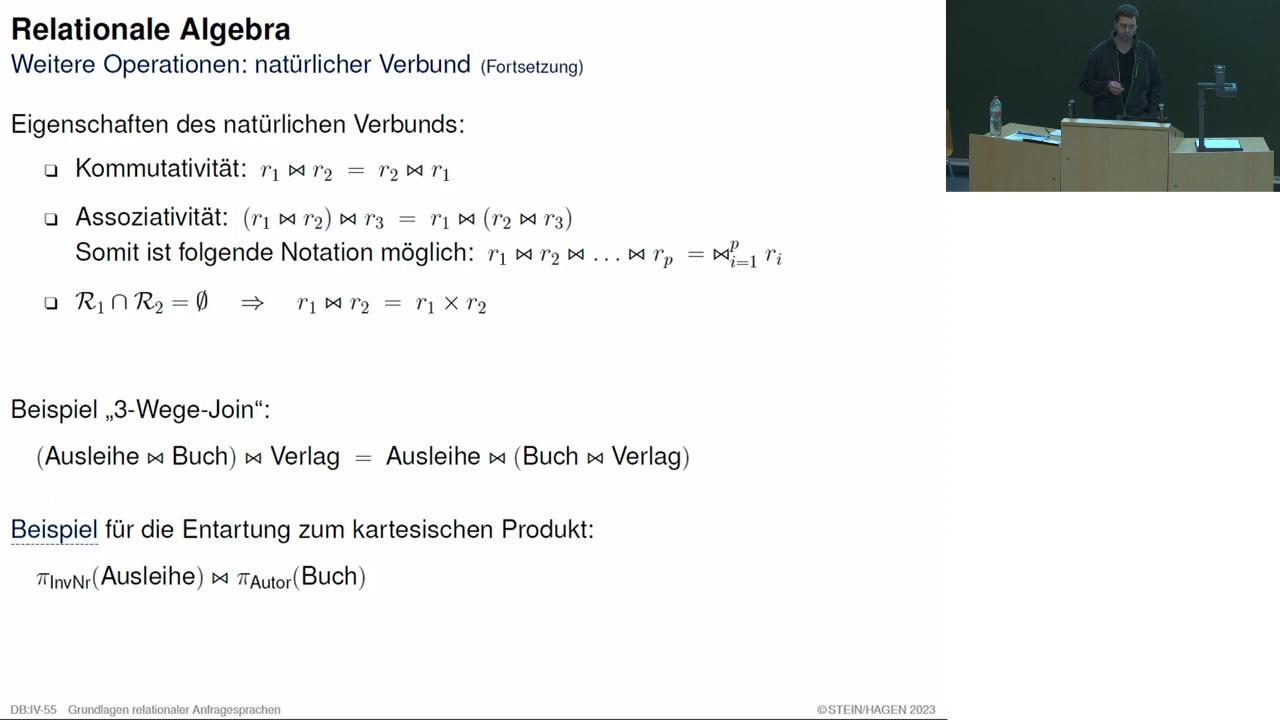 Relationale Algebra
Weitere Operationen: natürlicher Verbund (Fortsetzung)
Eigenschaften des natürlichen Verbunds:
❑ Kommutativität: r₁ ⋈ r₂ = r₂ ⋈ r₁
❑ Assoziativität: (r₁ ⋈ r₂) ⋈ r₃ = r₁ ⋈ (r₂ ⋈ r₃)
Somit ist folgende Notation möglich: r₁ ⋈ r₂ ⋈ … ⋈ rₚ = ⋈ᵖᵢ₌₁ rᵢ
❑ ℛ₁ ∩ ℛ₂ = ∅ ⇒ r₁ ⋈ r₂ = r₁ × r₂
Beispiel „3-Wege-Join“:
(Ausleihe ⋈ Buch) ⋈ Verlag = Ausleihe ⋈ (Buch ⋈ Verlag)
Beispiel für die Entartung zum kartesischen Produkt:
π_InvNr(Ausleihe) ⋈ π_Autor(Buch)
DB:IV-55 Grundlagen relationaler Anfragesprachen ©STEIN/HAGEN 2023